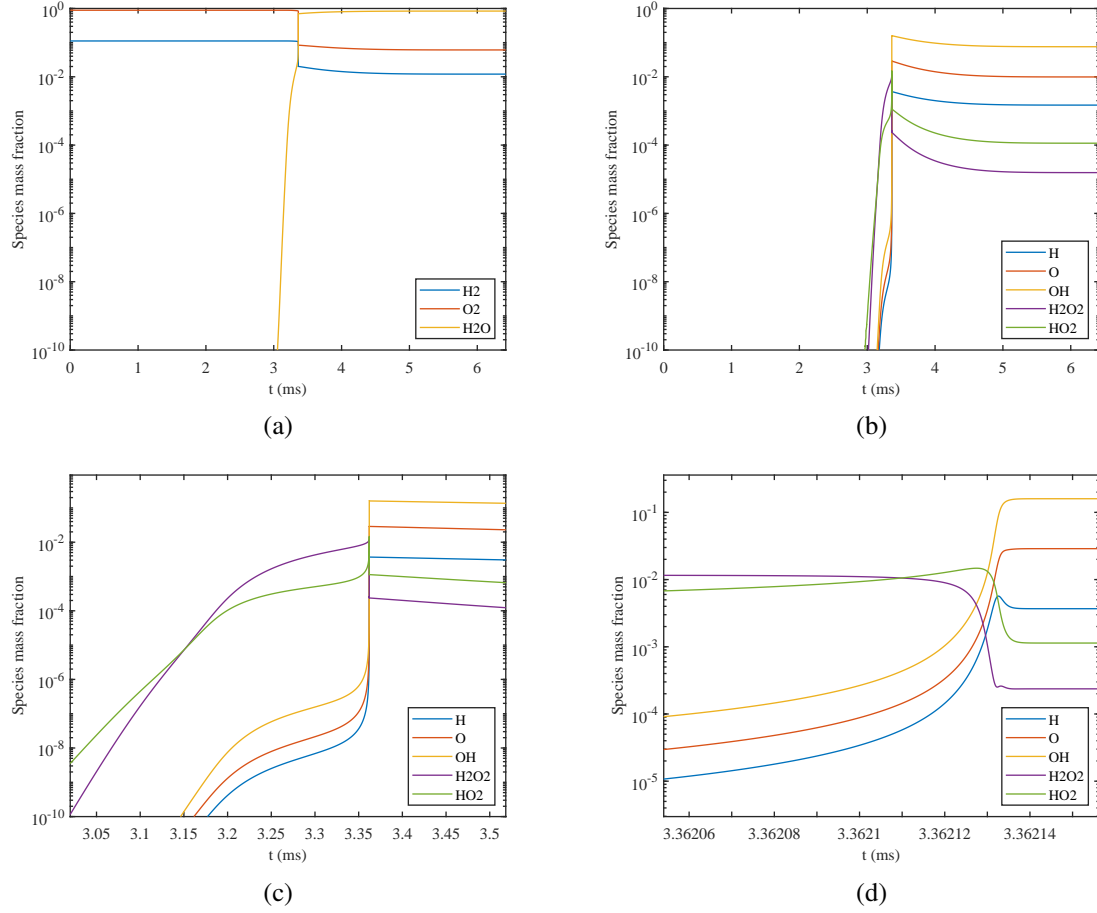 10^0
10^-2
10^-4
10^-6
10^-8
10^-10
Species mass fraction
0 1 2 3 4 5 6
t (ms)
H2
O2
H2O
(a)
10^0
10^-2
10^-4
10^-6
10^-8
10^-10
Species mass fraction
0 1 2 3 4 5 6
t (ms)
H
O
OH
H2O2
HO2
(b)
10^-2
10^-4
10^-6
10^-8
10^-10
Species mass fraction
3.05 3.1 3.15 3.2 3.25 3.3 3.35 3.4 3.45 3.5
t (ms)
H
O
OH
H2O2
HO2
(c)
10^-1
10^-2
10^-3
10^-4
10^-5
Species mass fraction
3.36206 3.36208 3.3621 3.36212 3.36214
t (ms)
H
O
OH
H2O2
HO2
(d)